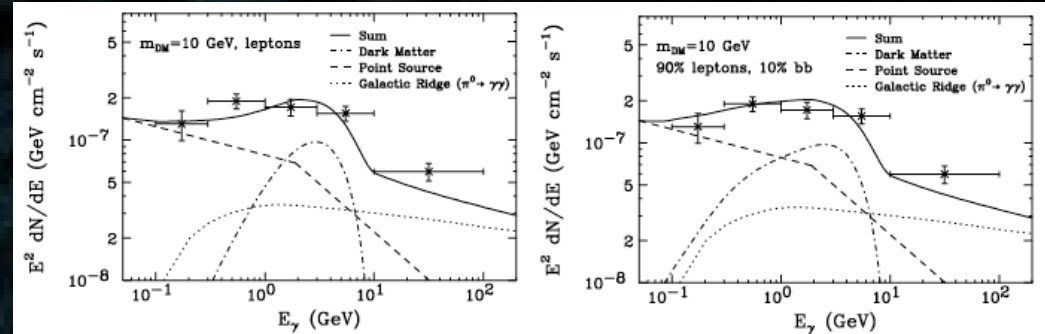 E² dN/dE (GeV cm⁻² s⁻¹)
5
2
10⁻⁷
5
2
10⁻⁸
m_DM=10 GeV, leptons
Sum
Dark Matter
Point Source
Galactic Ridge (π⁰→ γγ)
10⁻¹ 10⁰ 10¹ 10²
E_γ (GeV)
E² dN/dE (GeV cm⁻² s⁻¹)
5
2
10⁻⁷
5
2
10⁻⁸
m_DM=10 GeV
90% leptons, 10% bb
Sum
Dark Matter
Point Source
Galactic Ridge (π⁰→ γγ)
10⁻¹ 10⁰ 10¹ 10²
E_γ (GeV)